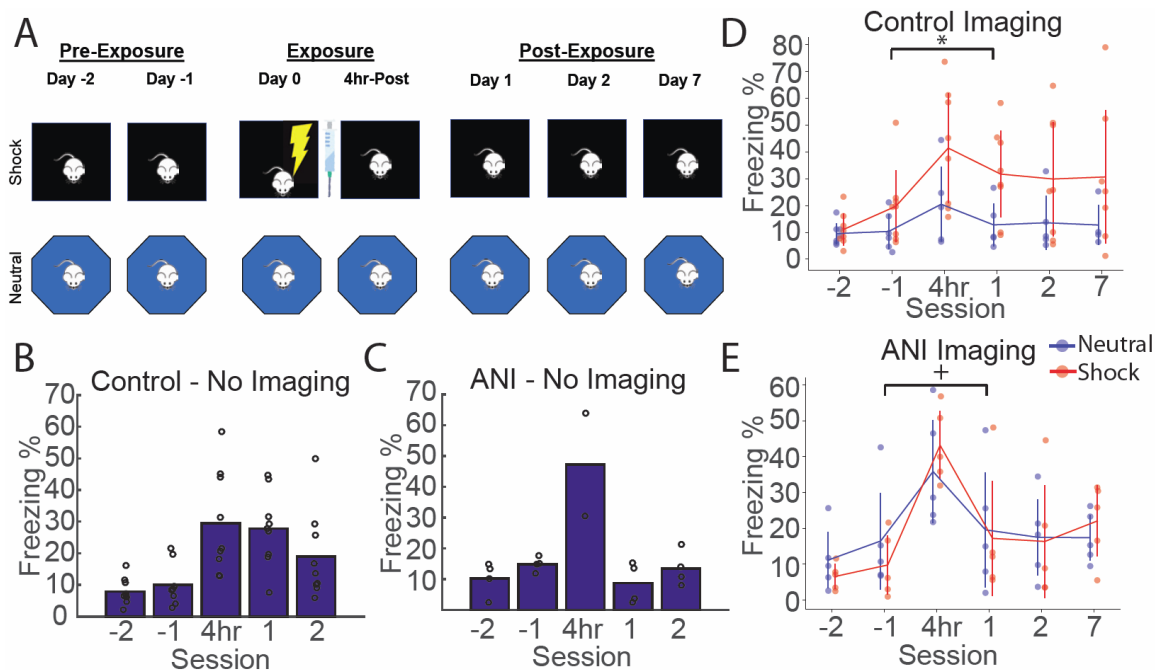 A
Pre-Exposure Exposure Post-Exposure
Day -2 Day -1 Day 0 4hr-Post Day 1 Day 2 Day 7
Shock
Neutral
B
Control - No Imaging
Freezing %
70
60
50
40
30
20
10
0
-2 -1 4hr 1 2
Session
C
ANI - No Imaging
Freezing %
70
60
50
40
30
20
10
-2 -1 4hr 1 2
Session
D
Control Imaging
*
Freezing %
80
70
60
50
40
30
20
10
0
-2 -1 4hr 1 2 7
Session
E
ANI Imaging
+
Neutral
Shock
Freezing %
60
50
40
30
20
10
0
-2 -1 4hr 1 2 7
Session